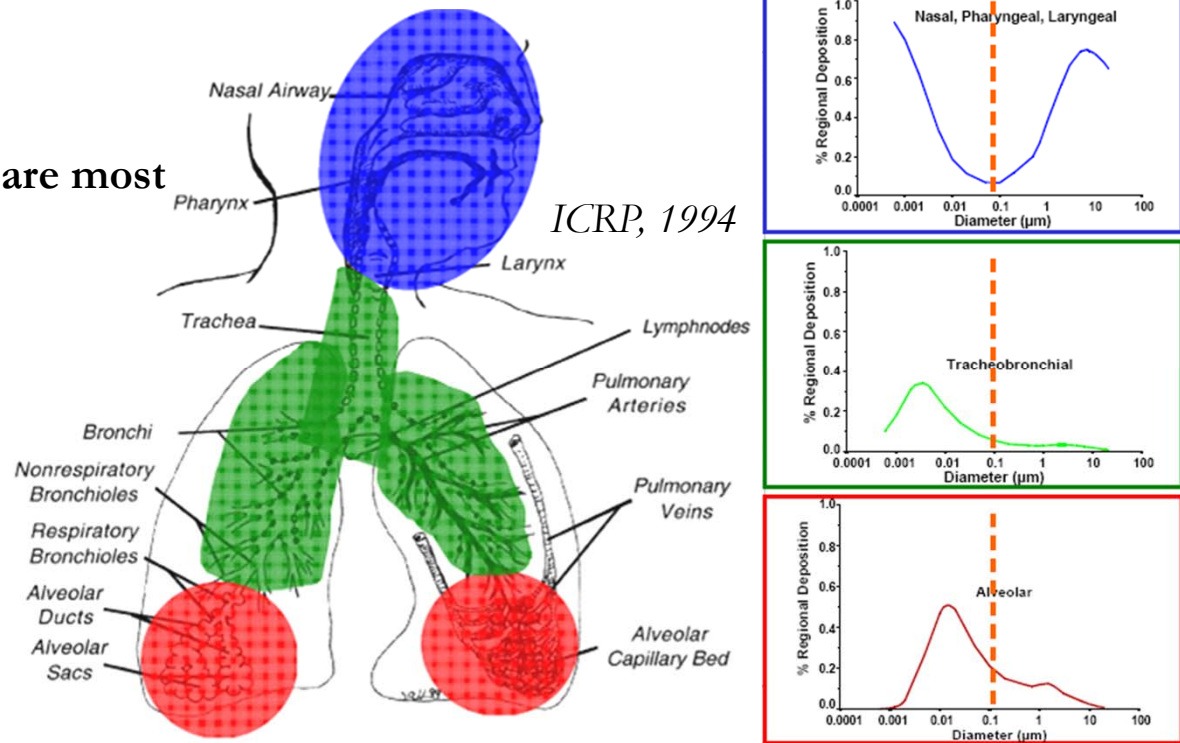 are most
ICRP, 1994
Nasal Airway
Pharynx
Larynx
Trachea
Lymphnodes
Pulmonary
Arteries
Bronchi
Nonrespiratory
Bronchioles
Pulmonary
Veins
Respiratory
Bronchioles
Alveolar
Ducts
Alveolar
Sacs
Alveolar
Capillary Bed
Nasal, Pharyngeal, Laryngeal
% Regional Deposition
1.0
0.8
0.6
0.4
0.2
0.0
0.0001 0.001 0.01 0.1 1 10 100
Diameter (µm)
Tracheobronchial
% Regional Deposition
1.0
0.8
0.6
0.4
0.2
0.0
0.0001 0.001 0.01 0.1 1 10 100
Diameter (µm)
Alveolar
% Regional Deposition
1.0
0.8
0.6
0.4
0.2
0.0
0.0001 0.001 0.01 0.1 1 10 100
Diameter (µm)